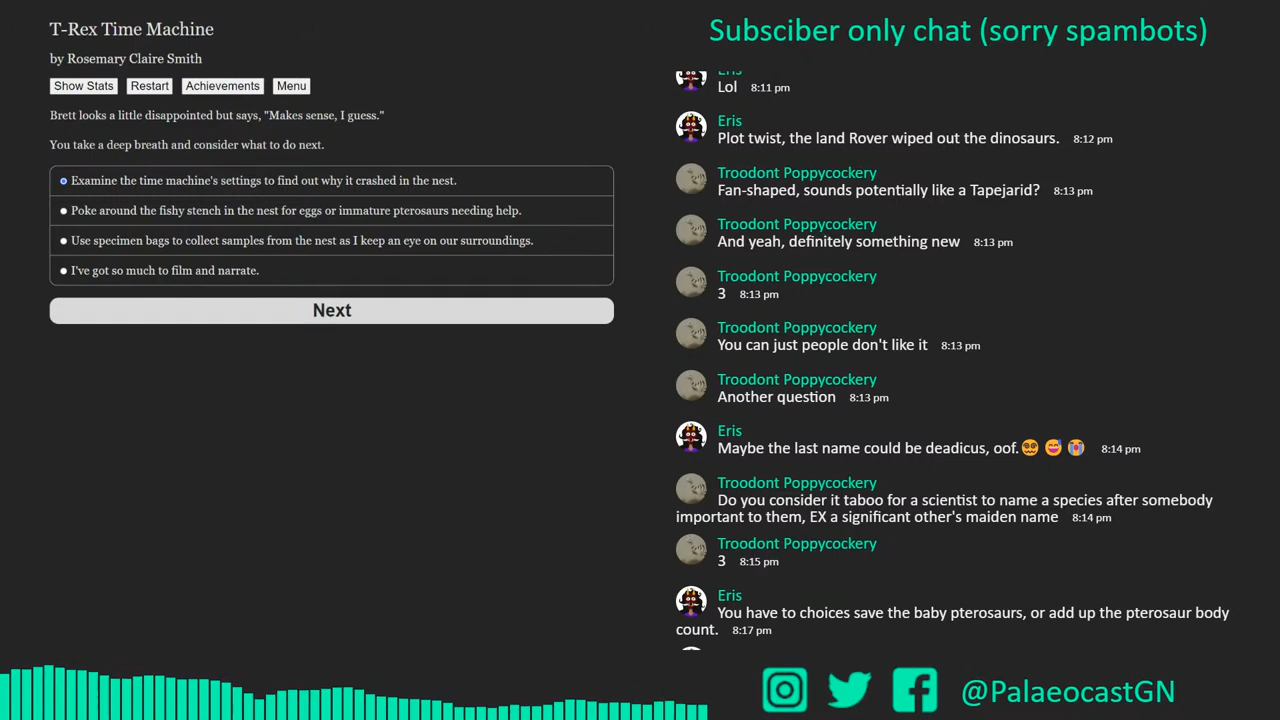 T-Rex Time Machine
by Rosemary Claire Smith
Show Stats Restart Achievements Menu
Brett looks a little disappointed but says, "Makes sense, I guess."
You take a deep breath and consider what to do next.
Examine the time machine's settings to find out why it crashed in the nest.
Poke around the fishy stench in the nest for eggs or immature pterosaurs needing help.
Use specimen bags to collect samples from the nest as I keep an eye on our surroundings.
I've got so much to film and narrate.
Next
Subsciber only chat (sorry spambots)
Eris
Lol 8:11 pm
Eris
Plot twist, the land Rover wiped out the dinosaurs. 8:12 pm
Troodont Poppycockery
Fan-shaped, sounds potentially like a Tapejarid? 8:13 pm
Troodont Poppycockery
And yeah, definitely something new 8:13 pm
Troodont Poppycockery
3 8:13 pm
Troodont Poppycockery
You can just people don't like it 8:13 pm
Troodont Poppycockery
Another question 8:13 pm
Eris
Maybe the last name could be deadicus, oof. 8:14 pm
Troodont Poppycockery
Do you consider it taboo for a scientist to name a species after somebody
important to them, EX a significant other's maiden name 8:14 pm
Troodont Poppycockery
3 8:15 pm
Eris
You have to choices save the baby pterosaurs, or add up the pterosaur body
count. 8:17 pm
@PalaeocastGN